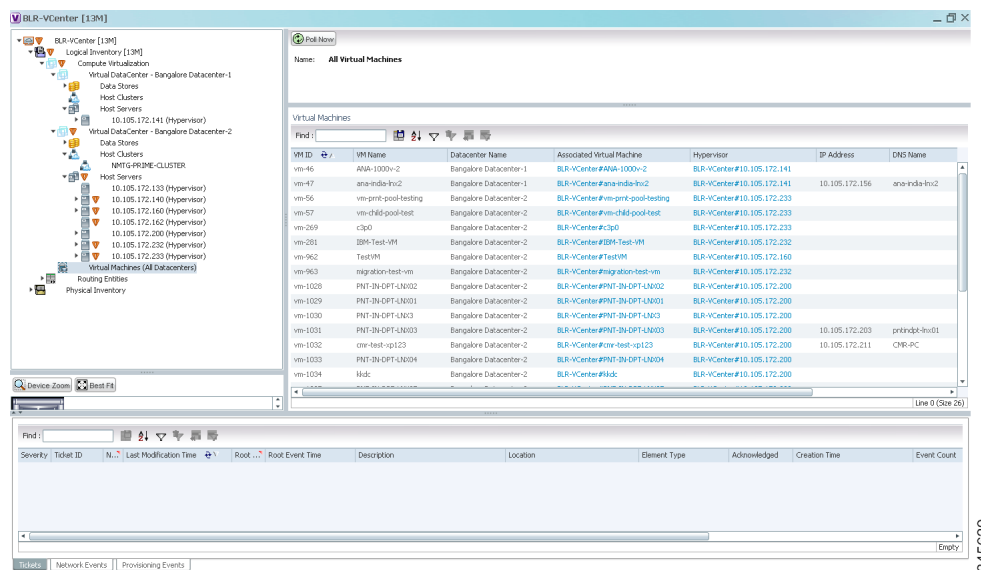 BLR-VCenter [13M]
BLR-VCenter [13M]
Logical Inventory [13M]
Compute Virtualization
Virtual DataCenter - Bangalore Datacenter-1
Data Stores
Host Clusters
Host Servers
10.105.172.141 (Hypervisor)
Virtual DataCenter - Bangalore Datacenter-2
Data Stores
Host Clusters
NMTG-PRIME-CLUSTER
Host Servers
10.105.172.133 (Hypervisor)
10.105.172.140 (Hypervisor)
10.105.172.160 (Hypervisor)
10.105.172.162 (Hypervisor)
10.105.172.200 (Hypervisor)
10.105.172.232 (Hypervisor)
10.105.172.233 (Hypervisor)
Virtual Machines (All Datacenters)
Routing Entities
Physical Inventory
Device Zoom Best Fit
Poll Now
Name: All Virtual Machines
Virtual Machines
Find :
VM ID VM Name Datacenter Name Associated Virtual Machine Hypervisor IP Address DNS Name
vm-46 ANA-1000v-2 Bangalore Datacenter-1 BLR-VCenter#ANA-1000v-2 BLR-VCenter#10.105.172.141
vm-47 ana-india-lnx2 Bangalore Datacenter-1 BLR-VCenter#ana-india-lnx2 BLR-VCenter#10.105.172.141 10.105.172.156 ana-india-lnx2
vm-56 vm-prnt-pool-testing Bangalore Datacenter-2 BLR-VCenter#vm-prnt-pool-testing BLR-VCenter#10.105.172.233
vm-57 vm-child-pool-test Bangalore Datacenter-2 BLR-VCenter#vm-child-pool-test BLR-VCenter#10.105.172.233
vm-269 c3p0 Bangalore Datacenter-2 BLR-VCenter#c3p0 BLR-VCenter#10.105.172.233
vm-281 IBM-Test-VM Bangalore Datacenter-2 BLR-VCenter#IBM-Test-VM BLR-VCenter#10.105.172.232
vm-962 TestVM Bangalore Datacenter-2 BLR-VCenter#TestVM BLR-VCenter#10.105.172.160
vm-963 migration-test-vm Bangalore Datacenter-2 BLR-VCenter#migration-test-vm BLR-VCenter#10.105.172.232
vm-1028 PNT-IN-DPT-LNX02 Bangalore Datacenter-2 BLR-VCenter#PNT-IN-DPT-LNX02 BLR-VCenter#10.105.172.200
vm-1029 PNT-IN-DPT-LNX01 Bangalore Datacenter-2 BLR-VCenter#PNT-IN-DPT-LNX01 BLR-VCenter#10.105.172.200
vm-1030 PNT-IN-DPT-LNX3 Bangalore Datacenter-2 BLR-VCenter#PNT-IN-DPT-LNX3 BLR-VCenter#10.105.172.200
vm-1031 PNT-IN-DPT-LNX03 Bangalore Datacenter-2 BLR-VCenter#PNT-IN-DPT-LNX03 BLR-VCenter#10.105.172.200 10.105.172.203 pntindpt-lnx01
vm-1032 cmr-test-xp123 Bangalore Datacenter-2 BLR-VCenter#cmr-test-xp123 BLR-VCenter#10.105.172.200 10.105.172.211 CMR-PC
vm-1033 PNT-IN-DPT-LNX04 Bangalore Datacenter-2 BLR-VCenter#PNT-IN-DPT-LNX04 BLR-VCenter#10.105.172.200
vm-1034 kkdc Bangalore Datacenter-2 BLR-VCenter#kkdc BLR-VCenter#10.105.172.200
Line 0 (Size 26)
Find :
Severity Ticket ID N... Last Modification Time Root ... Root Event Time Description Location Element Type Acknowledged Creation Time Event Count
Empty
Tickets Network Events Provisioning Events